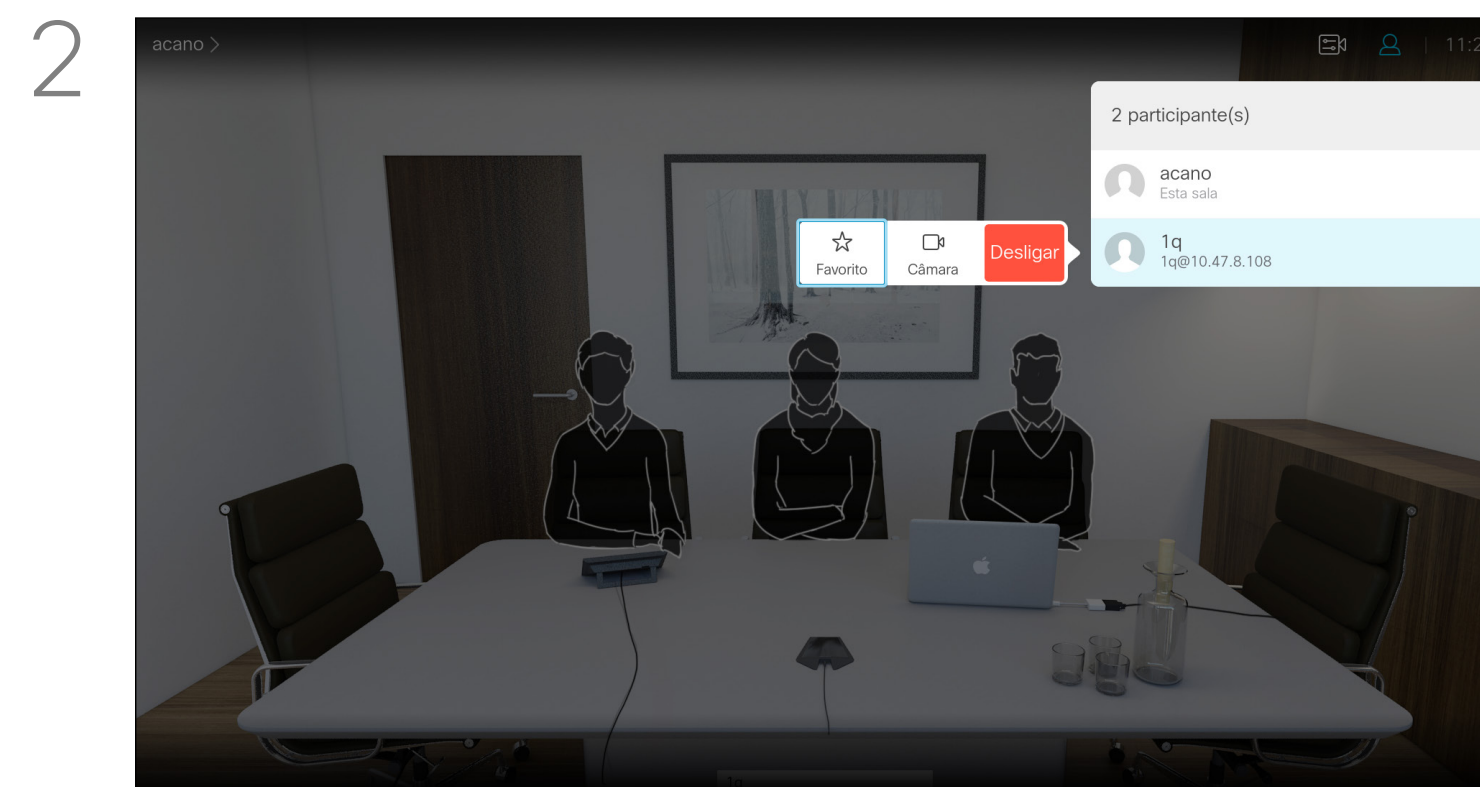 2
acano >
11:2
2 participante(s)
acano
Esta sala
1q
1q@10.47.8.108
Favorito
Câmara
Desligar
1q